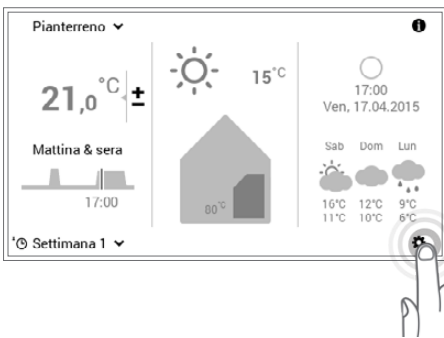 Pianterreno
21,0 °C ±
Mattina & sera
17:00
Settimana 1
15°C
80°C
17:00
Ven, 17.04.2015
Sab Dom Lun
16°C 12°C 9°C
11°C 10°C 6°C